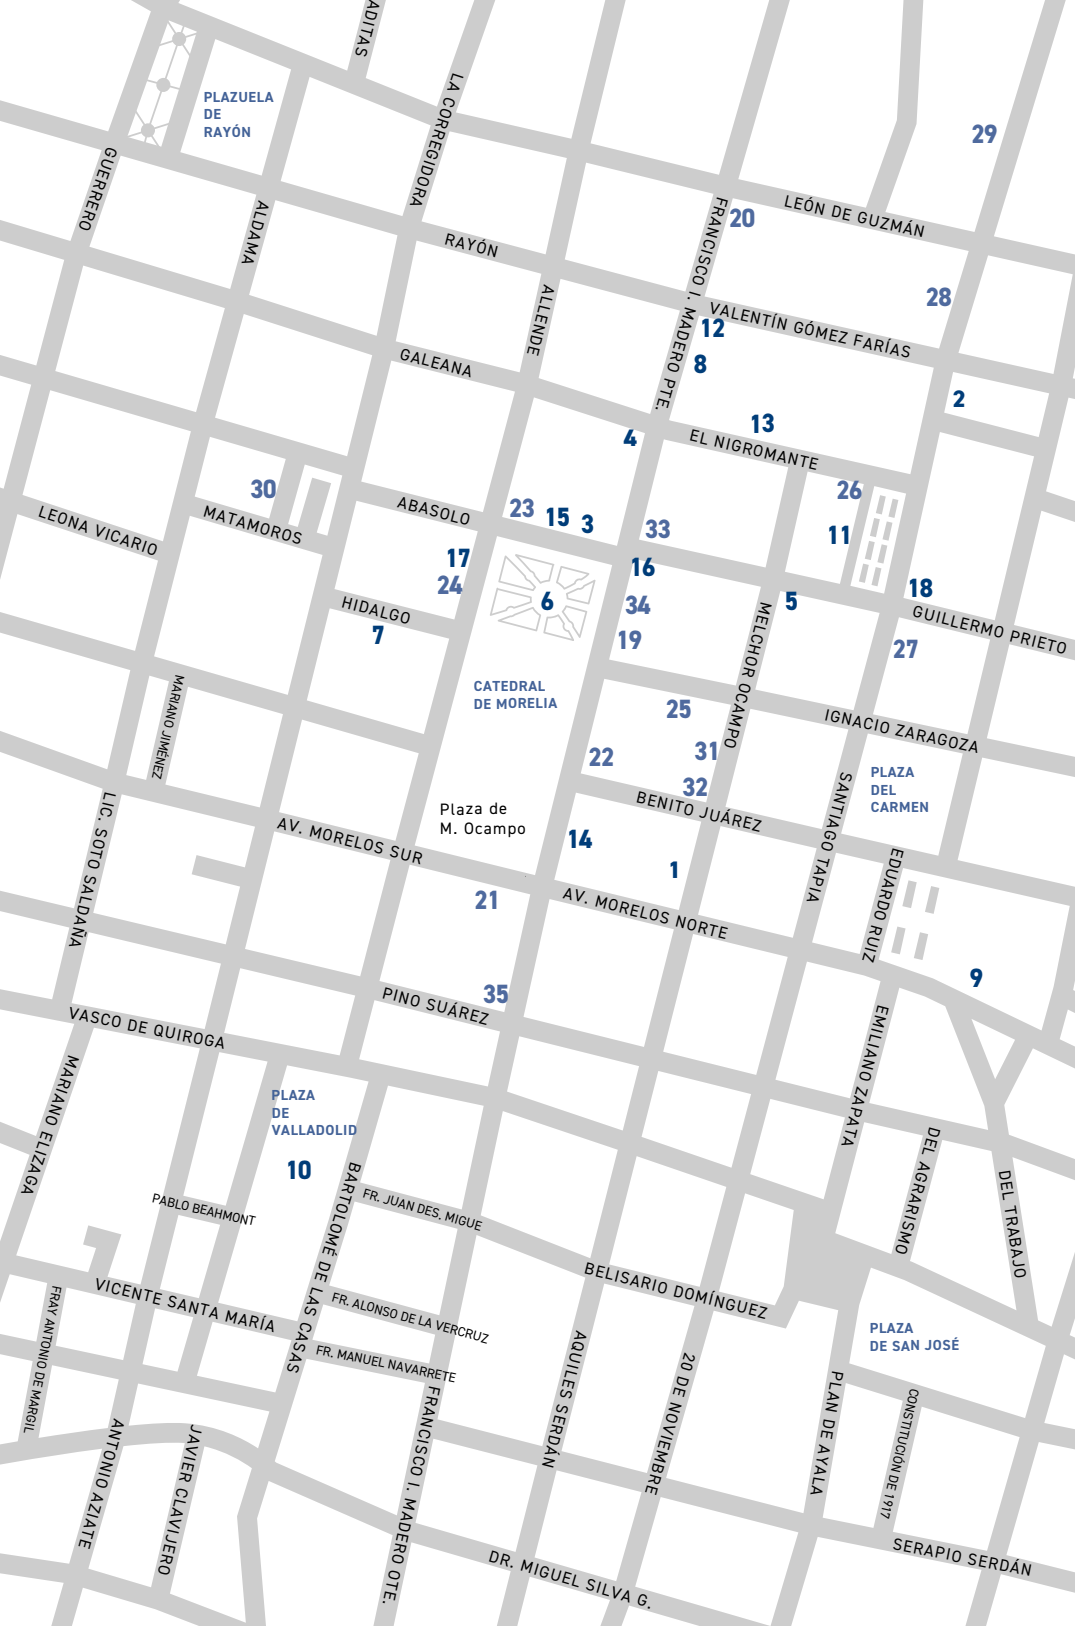 ADITAS
LA CORREGIDORA
PLAZUELA
DE
RAYÓN
29
GUERRERO
ALDAMA
LEÓN DE GUZMÁN
20
FRANCISCO I. MADERO PTE.
RAYÓN
ALLENDE
28
VALENTÍN GÓMEZ FARÍAS
12
8
GALEANA
2
13
4
EL NIGROMANTE
30
26
ABASOLO
23
15
3
33
LEONA VICARIO
MATAMOROS
11
17
16
24
18
6
34
5
HIDALGO
7
19
GUILLERMO PRIETO
27
MELCHOR OCAMPO
CATEDRAL
DE MORELIA
MARIANO JIMÉNEZ
25
IGNACIO ZARAGOZA
22
31
32
PLAZA
DEL
CARMEN
SANTIAGO TAPIA
LIC. SOTO SALDAÑA
BENITO JUÁREZ
Plaza de
M. Ocampo
AV. MORELOS SUR
14
1
EDUARDO RUIZ
21
AV. MORELOS NORTE
9
35
PINO SUÁREZ
VASCO DE QUIROGA
EMILIANO ZAPATA
MARIANO ELIZAGA
PLAZA
DE
VALLADOLID
10
DEL AGRARISMO
DEL TRABAJO
BARTOLOMÉ DE LAS CASAS
PABLO BEAHMONT
FR. JUAN DES. MIGUE
BELISARIO DOMÍNGUEZ
VICENTE SANTA MARÍA
FRAY ANTONIO DE MARGIL
FR. ALONSO DE LA VERCRUZ
FR. MANUEL NAVARRETE
PLAZA
DE SAN JOSÉ
AQUILES SERDÁN
20 DE NOVIEMBRE
PLAN DE AYALA
CONSTITUCIÓN DE 1917
FRANCISCO I. MADERO OTE.
ANTONIO AZIATE
JAVIER CLAVIJERO
SERAPIO SERDÁN
DR. MIGUEL SILVA G.